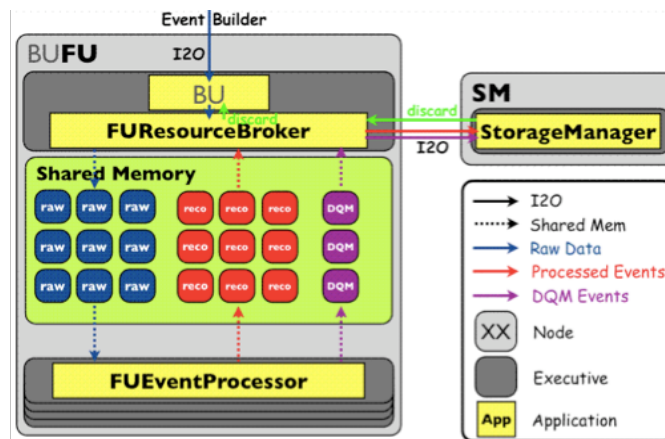 Event Builder
BUFU
I2O
BU
discard
FUResourceBroker
discard
I2O
SM
StorageManager
Shared Memory
raw raw raw reco reco reco DQM
raw raw raw reco reco reco DQM
raw raw raw reco reco reco DQM
FUEventProcessor
I2O
Shared Mem
Raw Data
Processed Events
DQM Events
XX Node
Executive
App Application